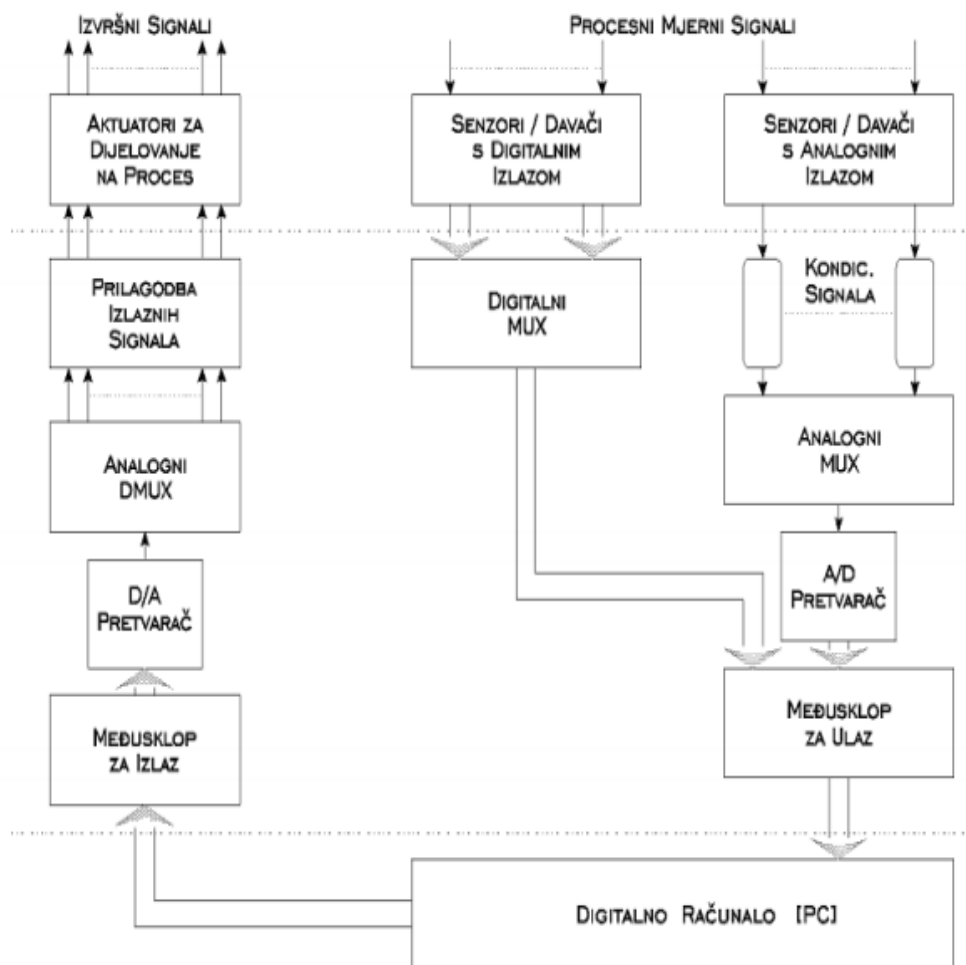 Izvršni Signali
Procesni Mjerni Signali
Aktuatori za
Dijelovanje
na Proces
Senzori / Davači
s Digitalnim
Izlazom
Senzori / Davači
s Analognim
Izlazom
Prilagodba
Izlaznih
Signala
Digitalni
MUX
Kondic.
Signala
Analogni
DMUX
Analogni
MUX
D/A
Pretvarač
A/D
Pretvarač
Međusklop
za Izlaz
Međusklop
za Ulaz
Digitalno Računalo [PC]